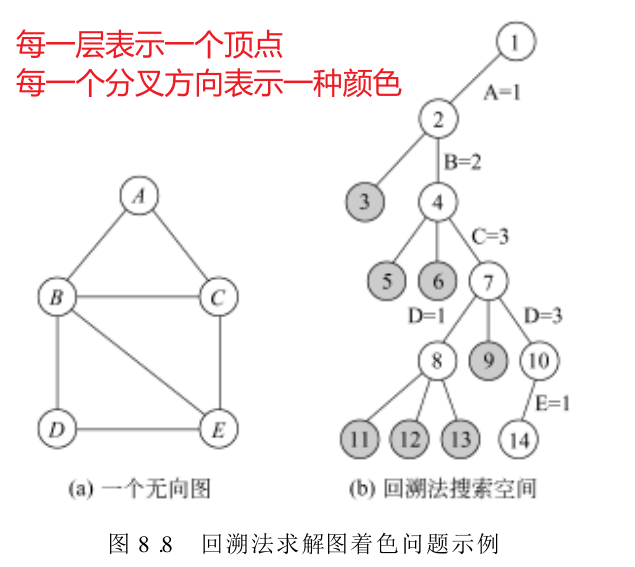 每一层表示一个顶点
每一个分叉方向表示一种颜色
1
A=1
2
B=2
3
4
C=3
5
6
7
D=1
D=3
8
9
10
E=1
11
12
13
14
A
B
C
D
E
(a) 一个无向图
(b) 回溯法搜索空间
图 8.8 回溯法求解图着色问题示例